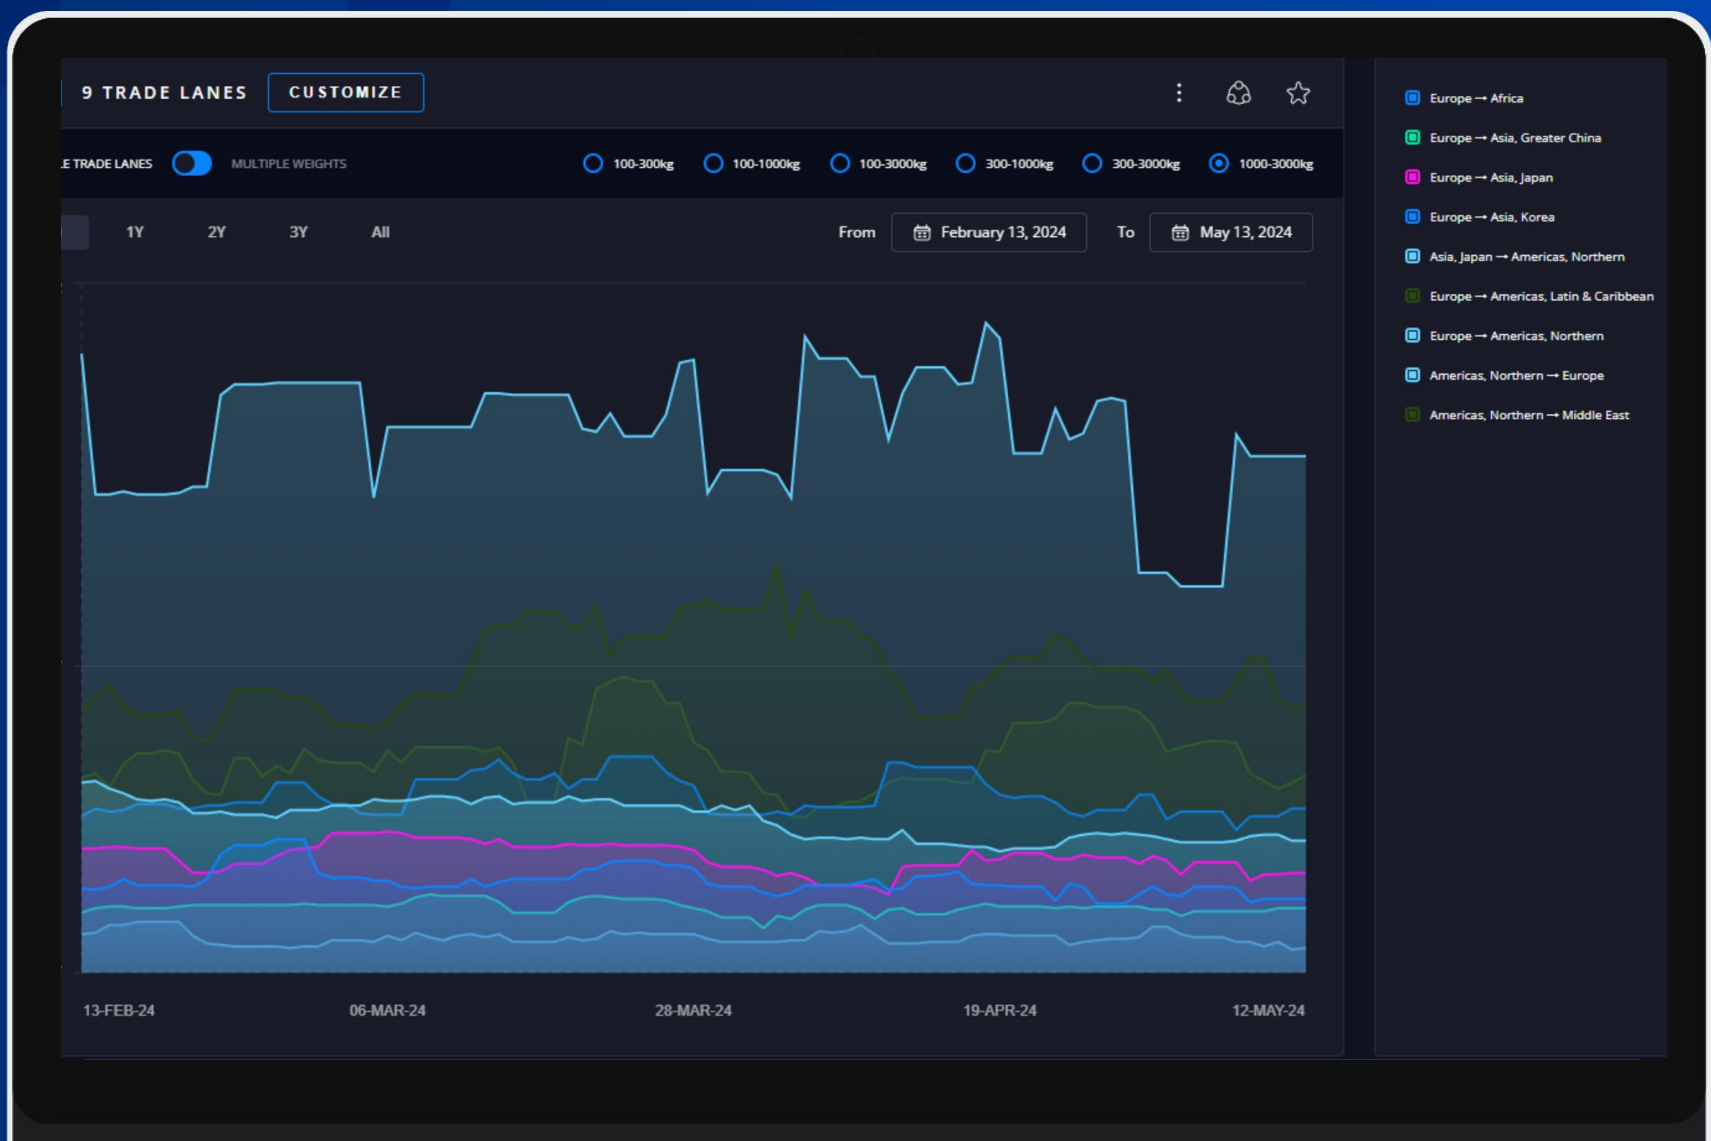 9 TRADE LANES CUSTOMIZE
TRADE LANES MULTIPLE WEIGHTS 100-300kg 100-1000kg 100-3000kg 300-1000kg 300-3000kg 1000-3000kg
1Y 2Y 3Y All From February 13, 2024 To May 13, 2024
13-FEB-24 06-MAR-24 28-MAR-24 19-APR-24 12-MAY-24
Europe → Africa
Europe → Asia, Greater China
Europe → Asia, Japan
Europe → Asia, Korea
Asia, Japan → Americas, Northern
Europe → Americas, Latin & Caribbean
Europe → Americas, Northern
Americas, Northern → Europe
Americas, Northern → Middle East